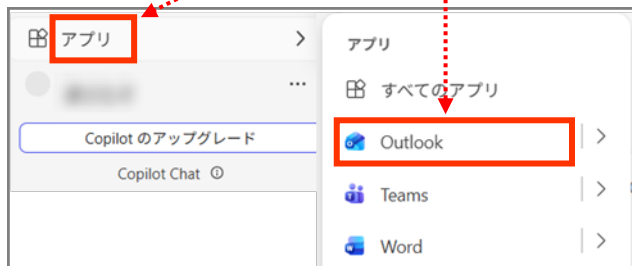 アプリ
Copilot のアップグレード
Copilot Chat
アプリ
すべてのアプリ
Outlook
Teams
Word